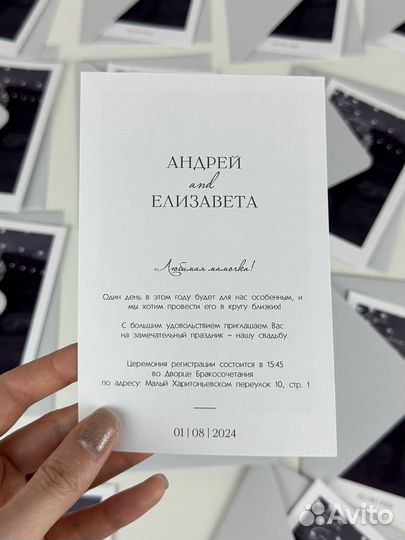 АНДРЕЙ
and
ЕЛИЗАВЕТА
Любимая мамочка!
Один день в этом году будет для нас особенным, и
мы хотим провести его в кругу близких!
С большим удовольствием приглашаем Вас
на замечательный праздник – нашу свадьбу.
Церемония регистрации состоится в 15:45
во Дворце Бракосочетания
по адресу: Малый Харитоньевском переулок 10, стр. 1
01 | 08 | 2024
Avito